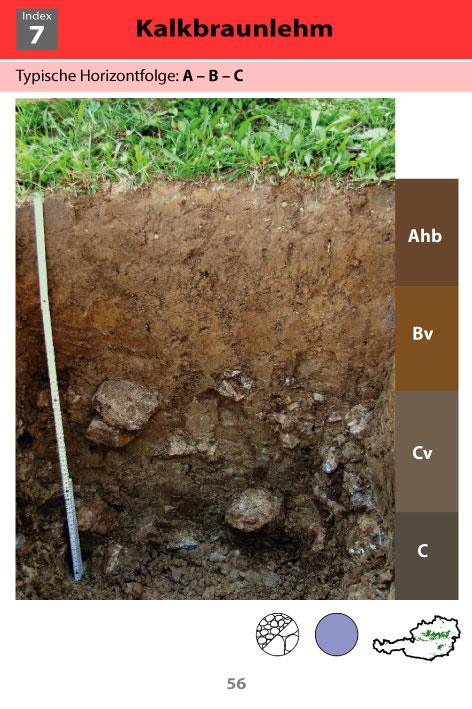 Index
7
Kalkbraunlehm
Typische Horizontfolge: A – B – C
Ahb
Bv
Cv
C
56